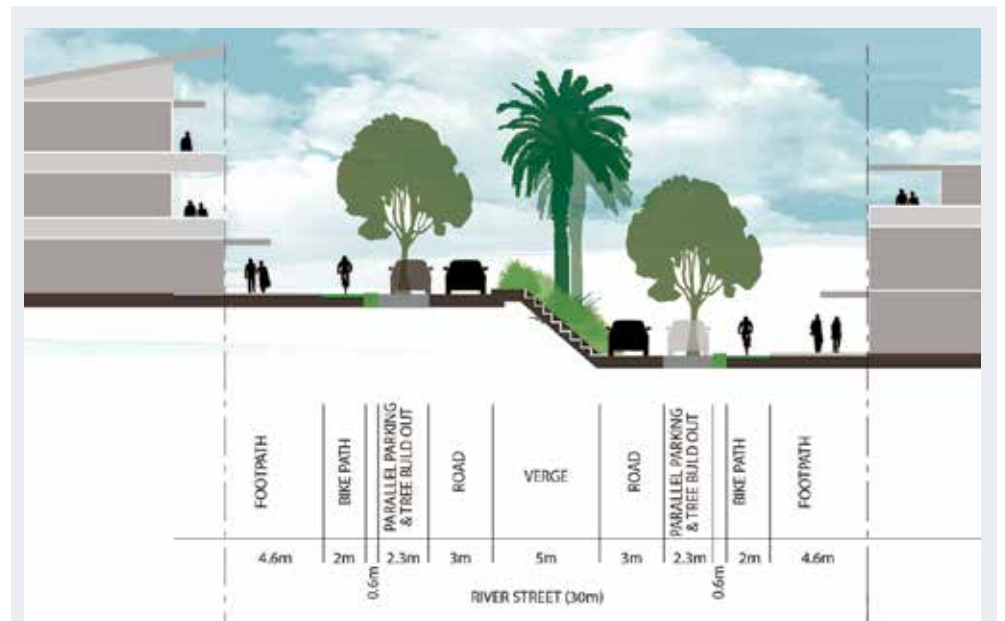 FOOTPATH
BIKE PATH
PARALLEL PARKING
& TREE BUILD OUT
ROAD
VERGE
ROAD
PARALLEL PARKING
& TREE BUILD OUT
BIKE PATH
FOOTPATH
4.6m
2m
0.6m
2.3m
3m
5m
3m
2.3m
0.6m
2m
4.6m
RIVER STREET (30m)